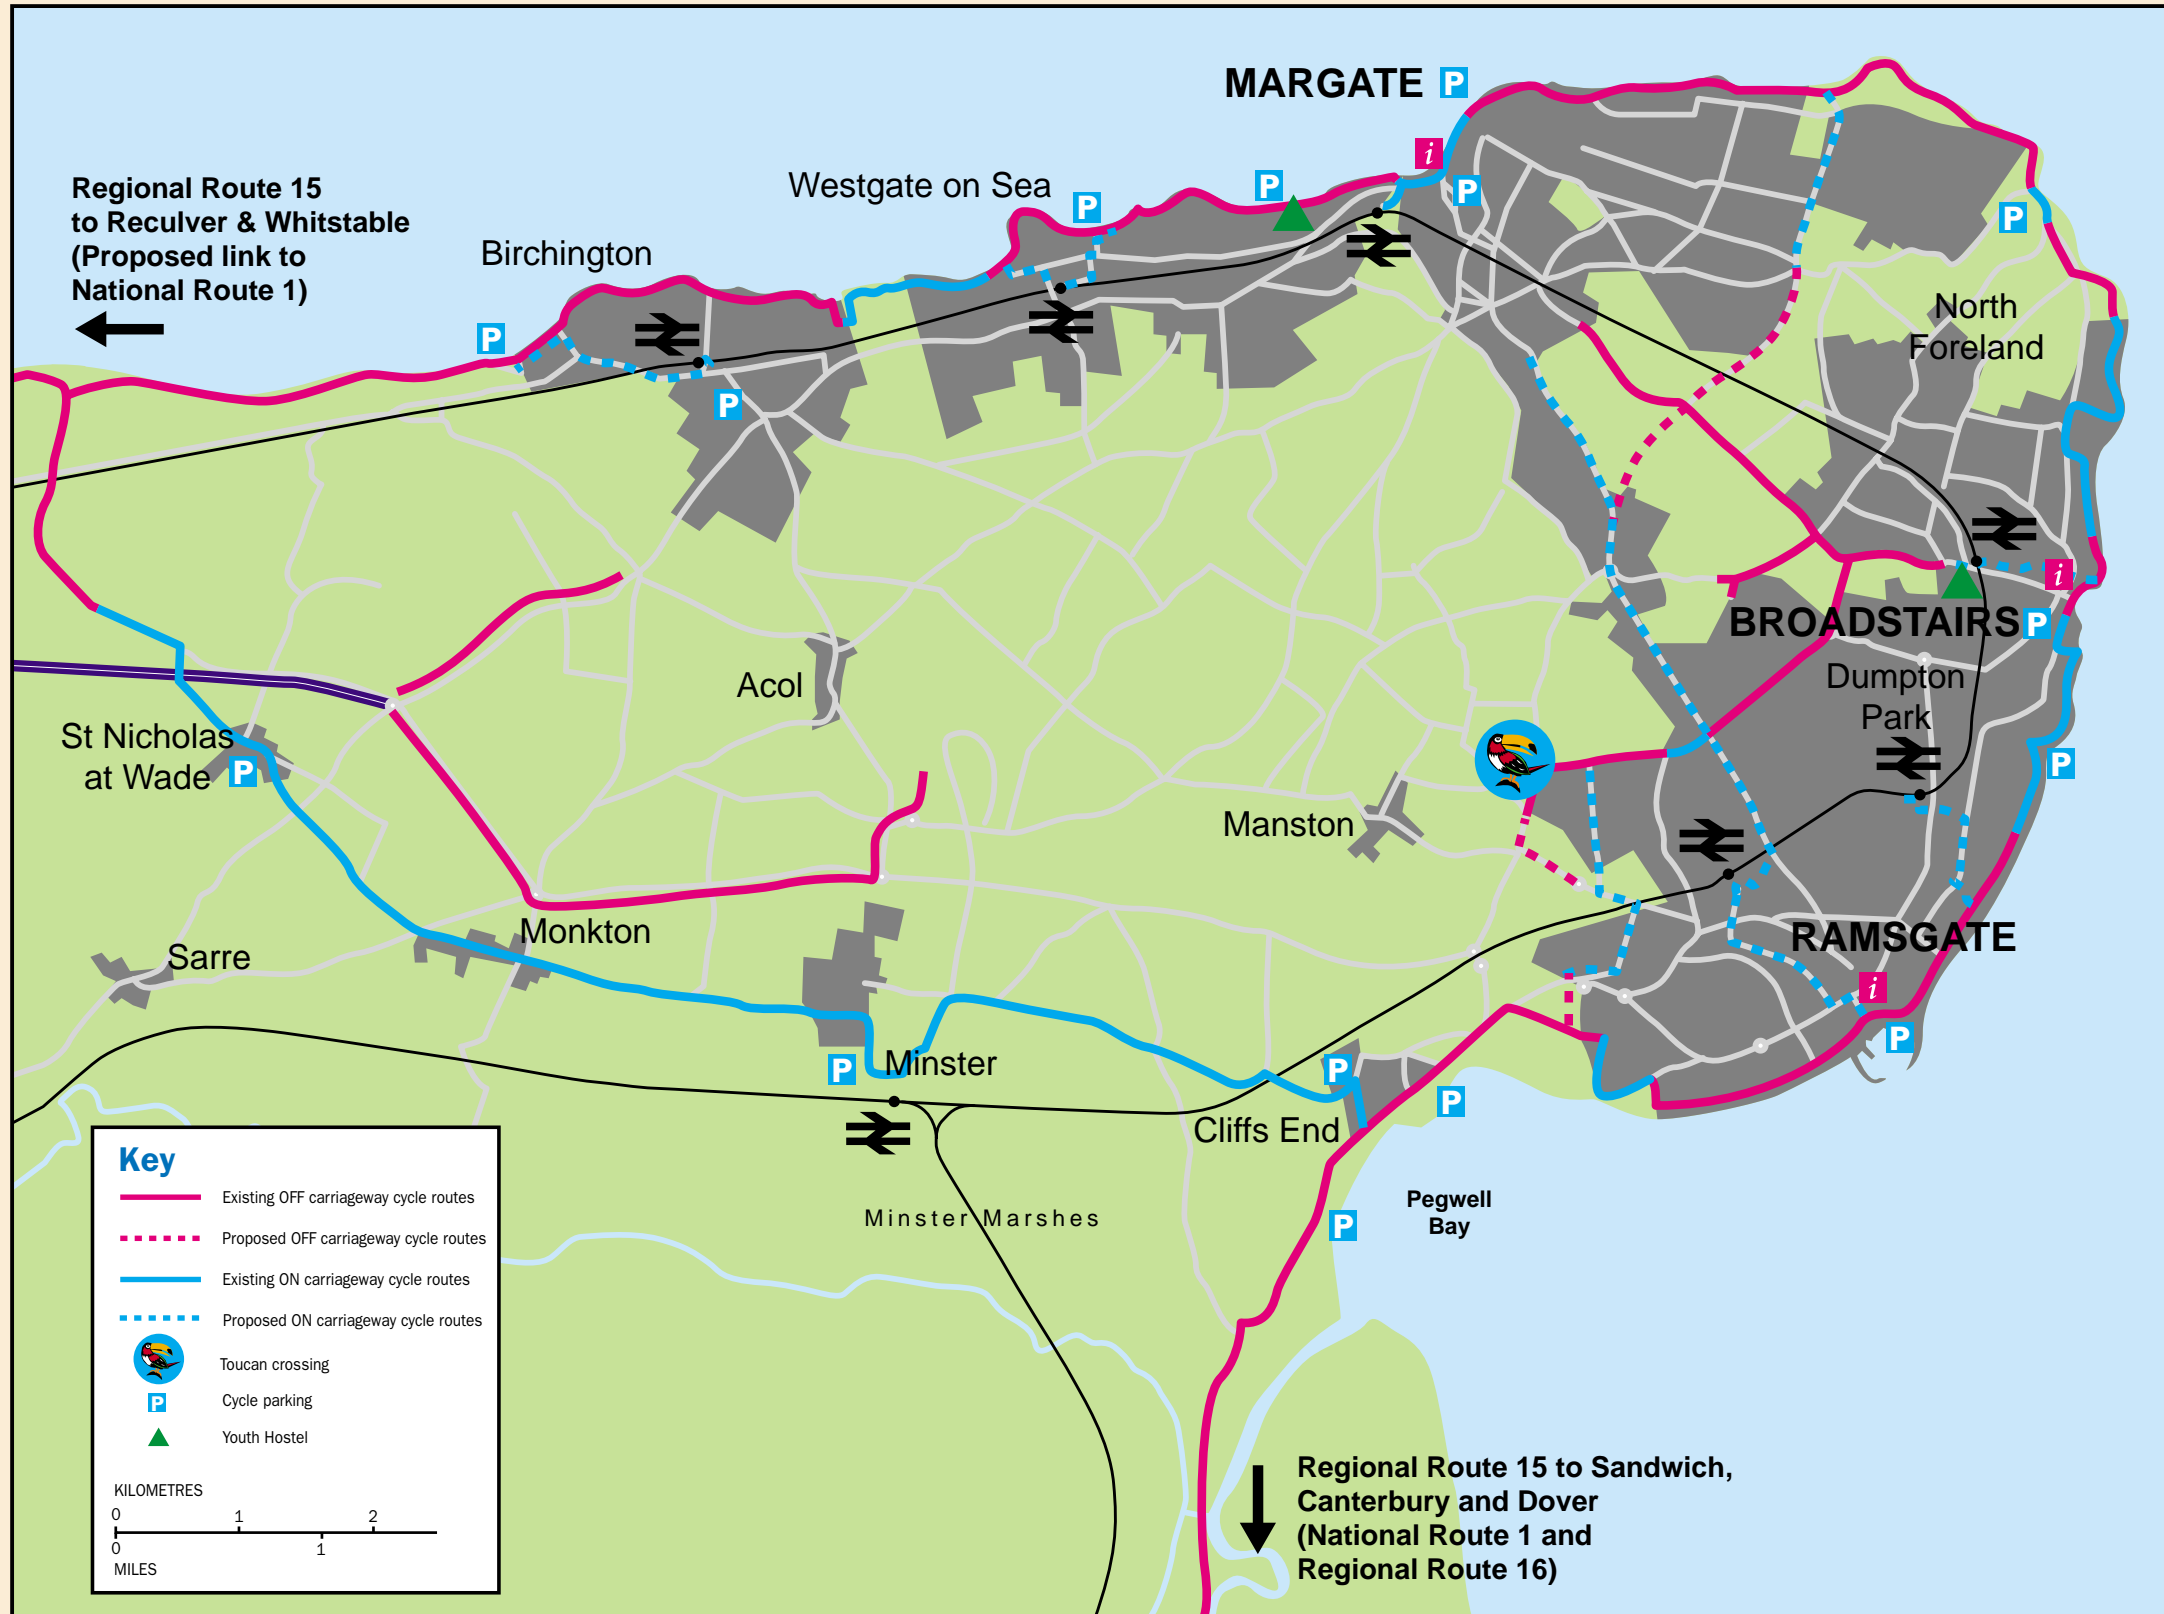 MARGATE P
i
Westgate on Sea
P
P
P
Regional Route 15
to Reculver & Whitstable
(Proposed link to
National Route 1)
Birchington
P
P
P
North
Foreland
i
BROADSTAIRS P
Dumpton
Park
P
Acol
St Nicholas
at Wade P
Manston
Monkton
Sarre
RAMSGATE
i
P
P Minster
P
P
Cliffs End
Minster Marshes
P
Pegwell
Bay
Key
Existing OFF carriageway cycle routes
Proposed OFF carriageway cycle routes
Existing ON carriageway cycle routes
Proposed ON carriageway cycle routes
Toucan crossing
P Cycle parking
Youth Hostel
KILOMETRES
0 1 2
0 1
MILES
Regional Route 15 to Sandwich,
Canterbury and Dover
(National Route 1 and
Regional Route 16)